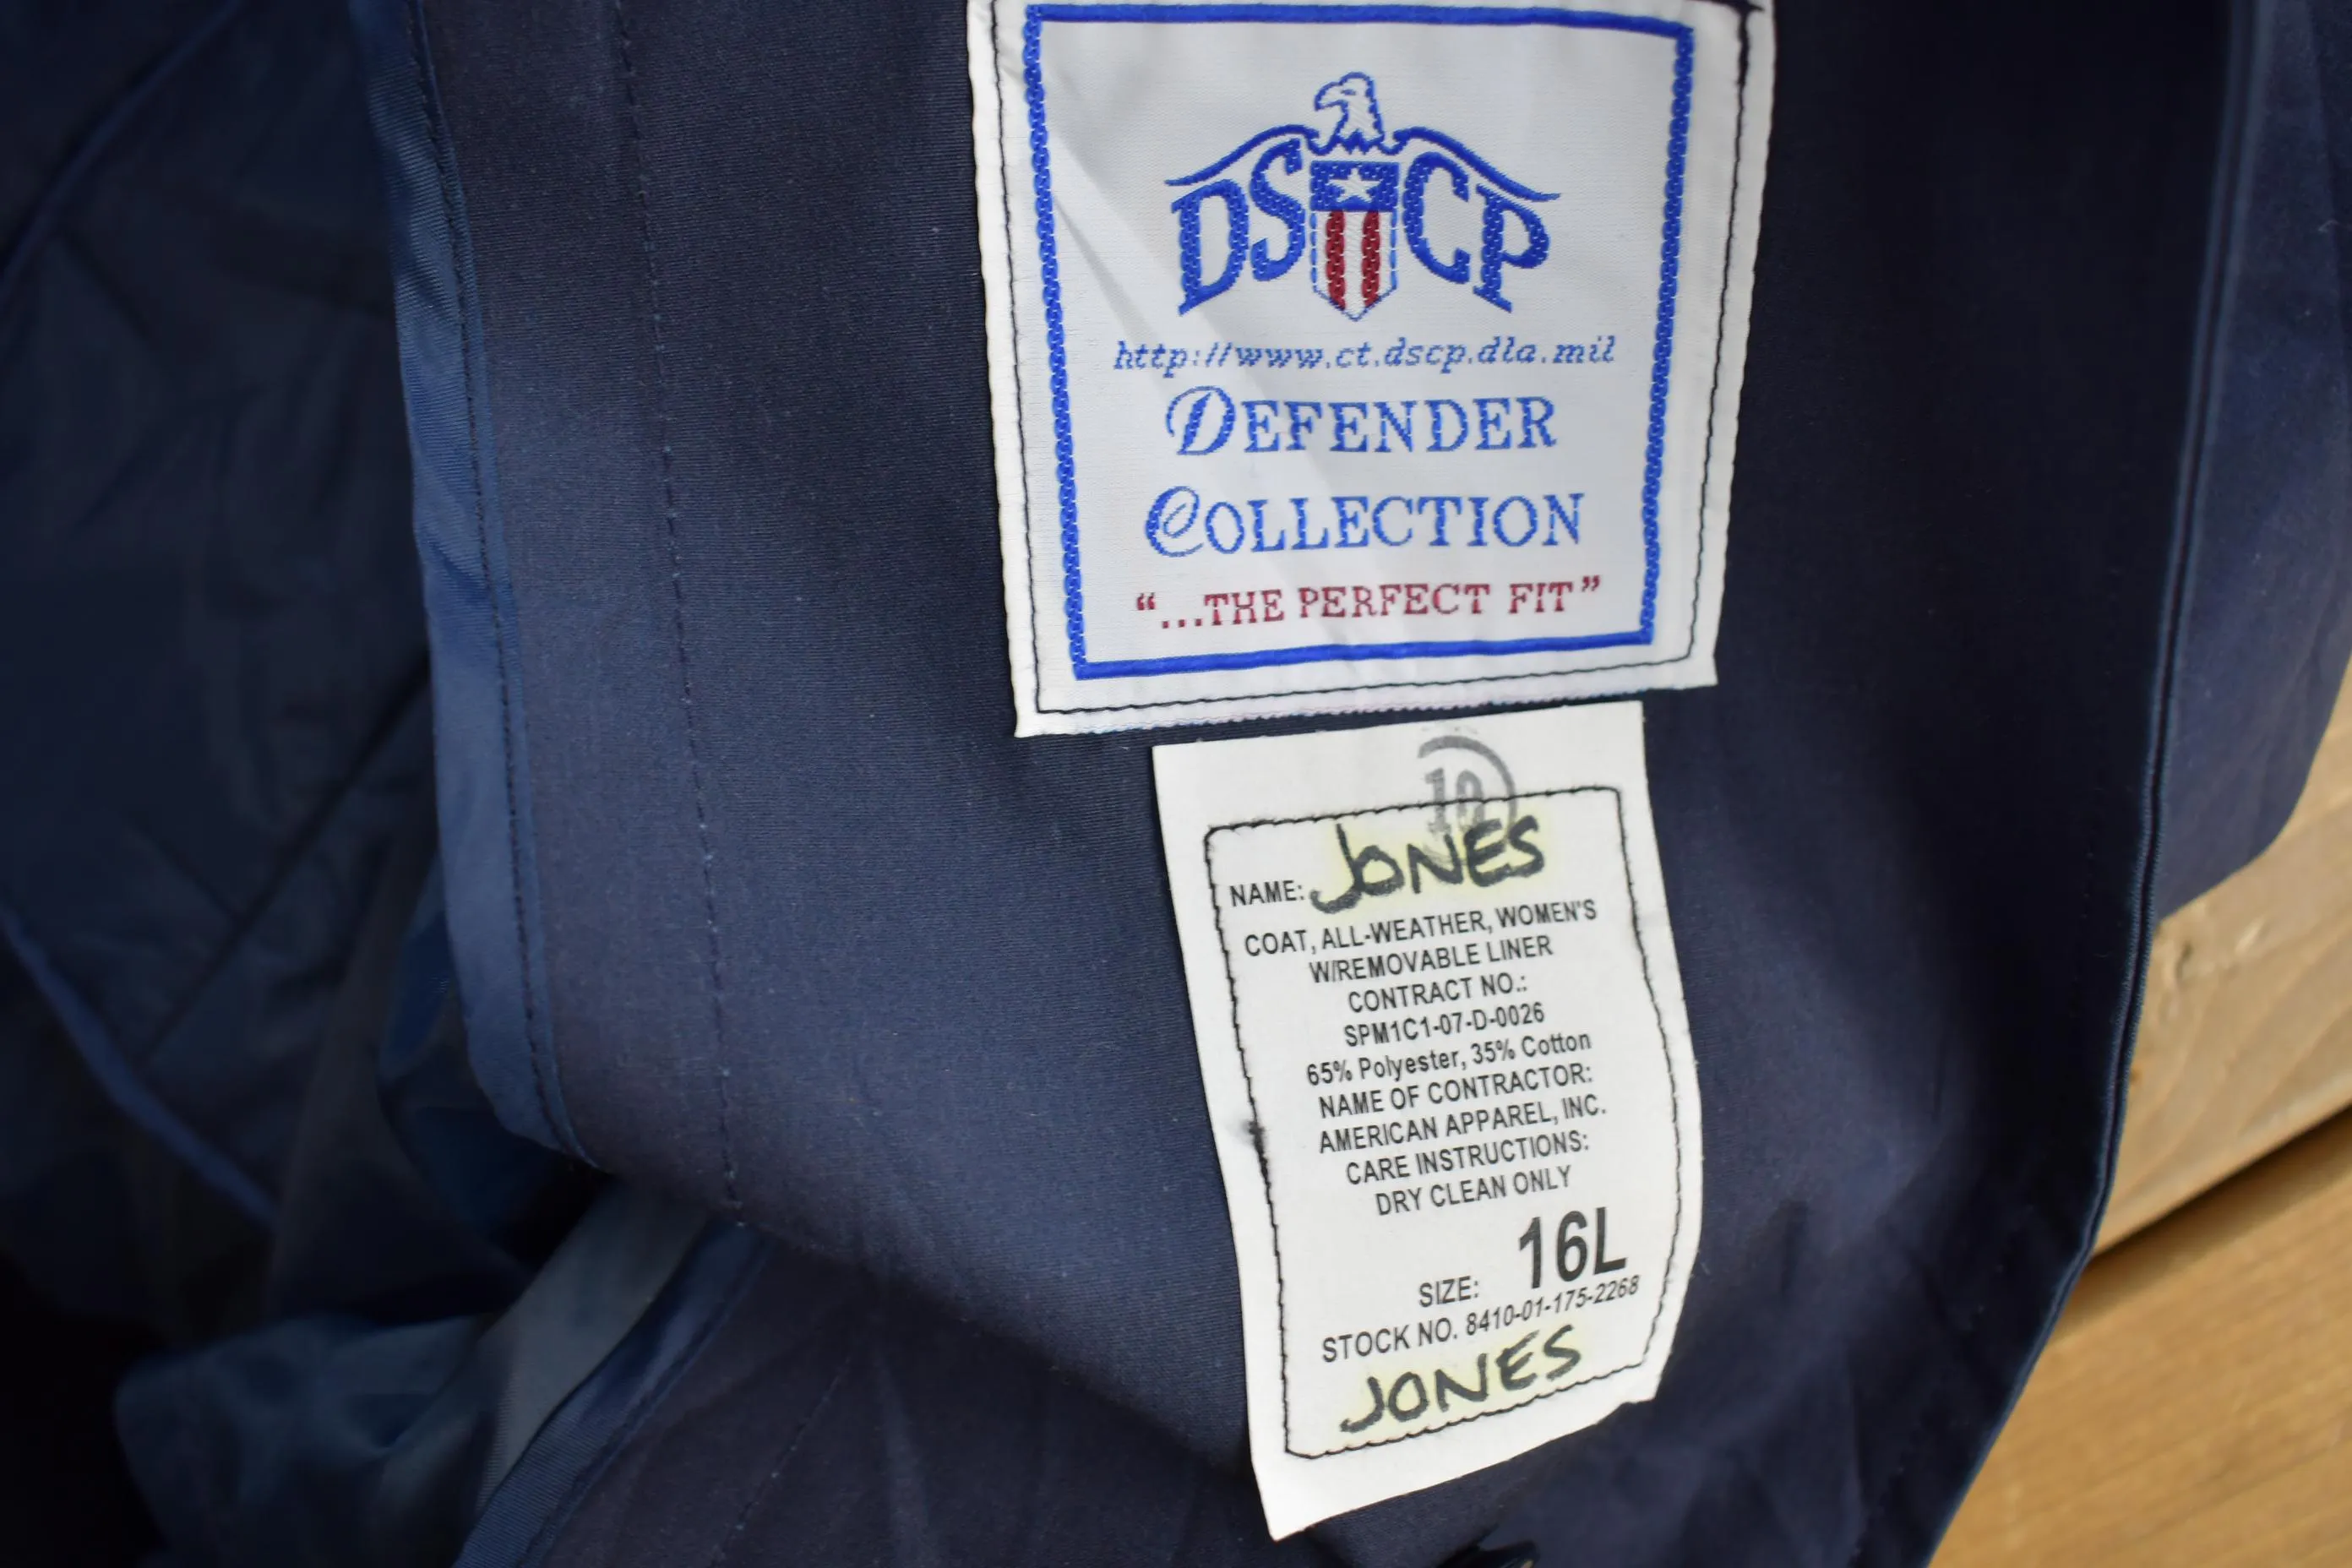 DSCP
http://www.ct.dscp.dla.mil
DEFENDER
COLLECTION
"...THE PERFECT FIT"
10
NAME: JONES
COAT, ALL-WEATHER, WOMEN'S
W/REMOVABLE LINER
CONTRACT NO.:
SPM1C1-07-D-0026
65% Polyester, 35% Cotton
NAME OF CONTRACTOR:
AMERICAN APPAREL, INC.
CARE INSTRUCTIONS:
DRY CLEAN ONLY
SIZE: 16L
STOCK NO. 8410-01-175-2268
JONES